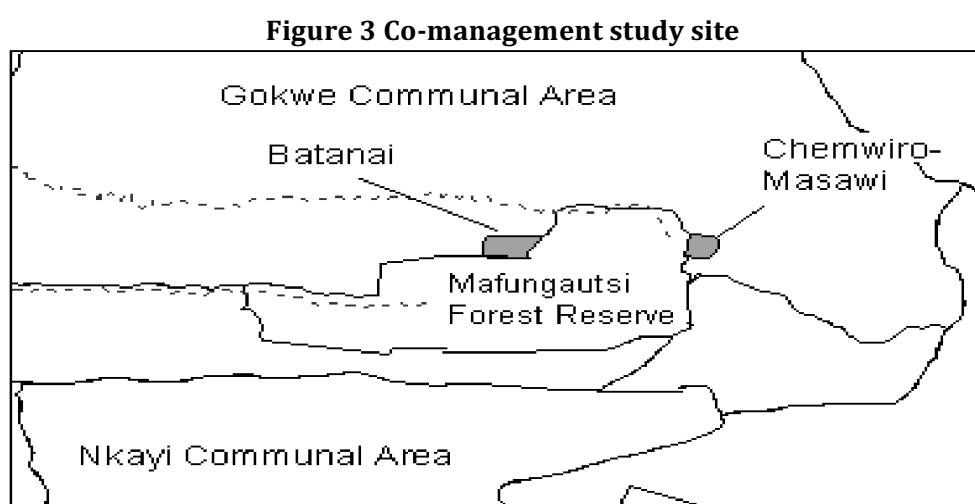 Figure 3 Co-management study site
Gokwe Communal Area
Batanai
Chemwiro-
Masawi
Mafungautsi
Forest Reserve
Nkayi Communal Area